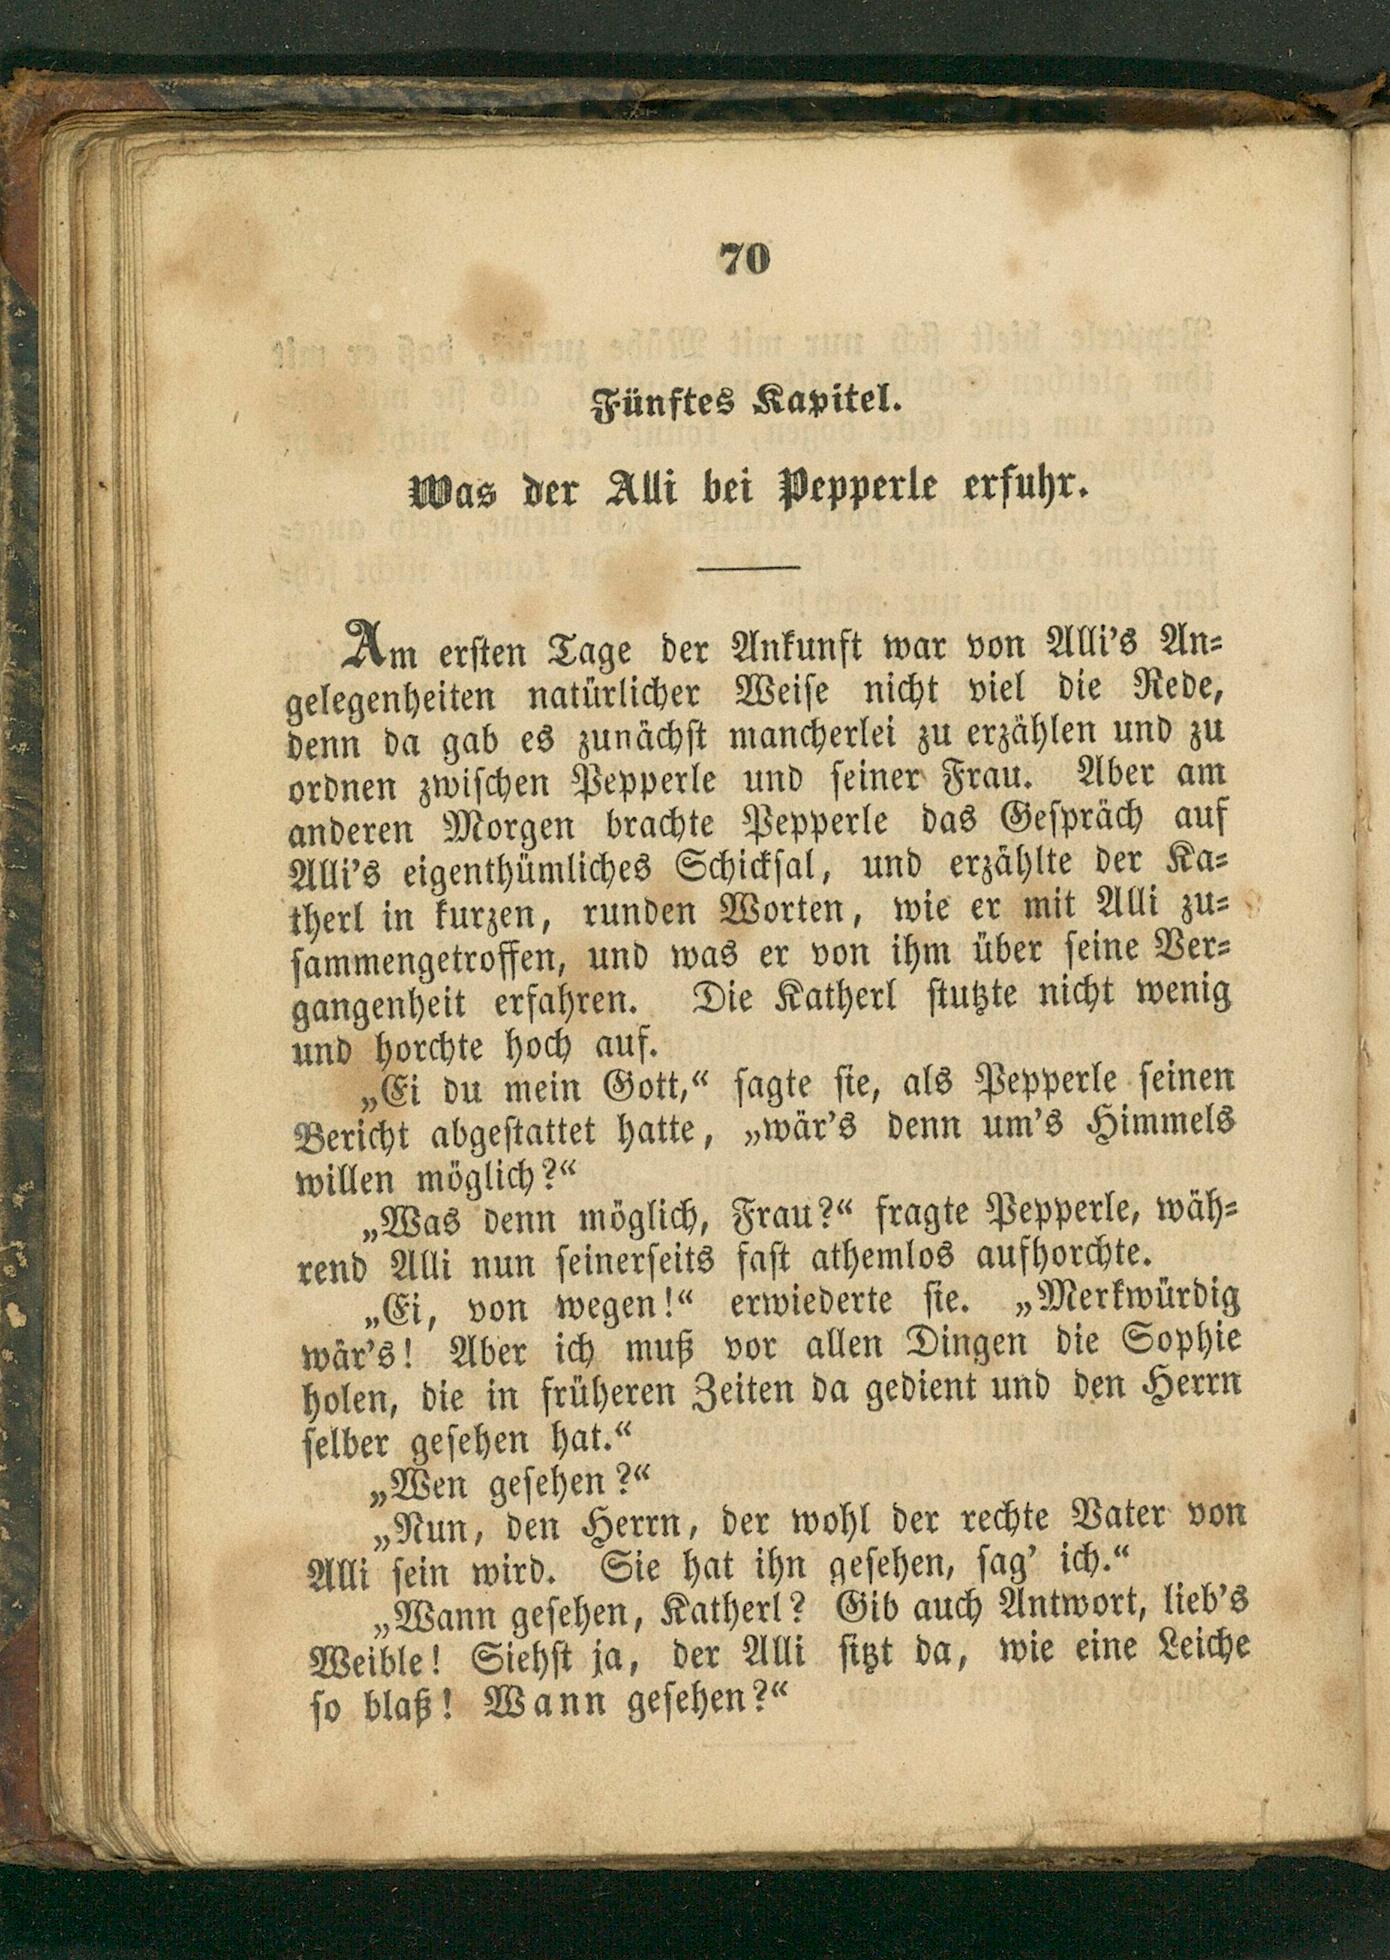 70
Fünftes Kapitel.
Was der Alli bei Pepperle erfuhr.
Am ersten Tage der Ankunft war von Alli's An-
gelegenheiten natürlicher Weise nicht viel die Rede,
denn da gab es zunächst mancherlei zu erzählen und zu
ordnen zwischen Pepperle und seiner Frau. Aber am
anderen Morgen brachte Pepperle das Gespräch auf
Alli's eigenthümliches Schicksal, und erzählte der Ka-
therl in kurzen, runden Worten, wie er mit Alli zu-
sammengetroffen, und was er von ihm über seine Ver-
gangenheit erfahren. Die Katherl stutzte nicht wenig
und horchte hoch auf.
„Ei du mein Gott,“ sagte sie, als Pepperle seinen
Bericht abgestattet hatte, „wär's denn um's Himmels
willen möglich?“
„Was denn möglich, Frau?“ fragte Pepperle, wäh-
rend Alli nun seinerseits fast athemlos aufhorchte.
„Ei, von wegen!“ erwiederte sie. „Merkwürdig
wär's! Aber ich muß vor allen Dingen die Sophie
holen, die in früheren Zeiten da gedient und den Herrn
selber gesehen hat.“
„Wen gesehen?“
„Nun, den Herrn, der wohl der rechte Vater von
Alli sein wird. Sie hat ihn gesehen, sag' ich.“
„Wann gesehen, Katherl? Gib auch Antwort, lieb's
Weible! Siehst ja, der Alli sitzt da, wie eine Leiche
so blaß! Wann gesehen?“